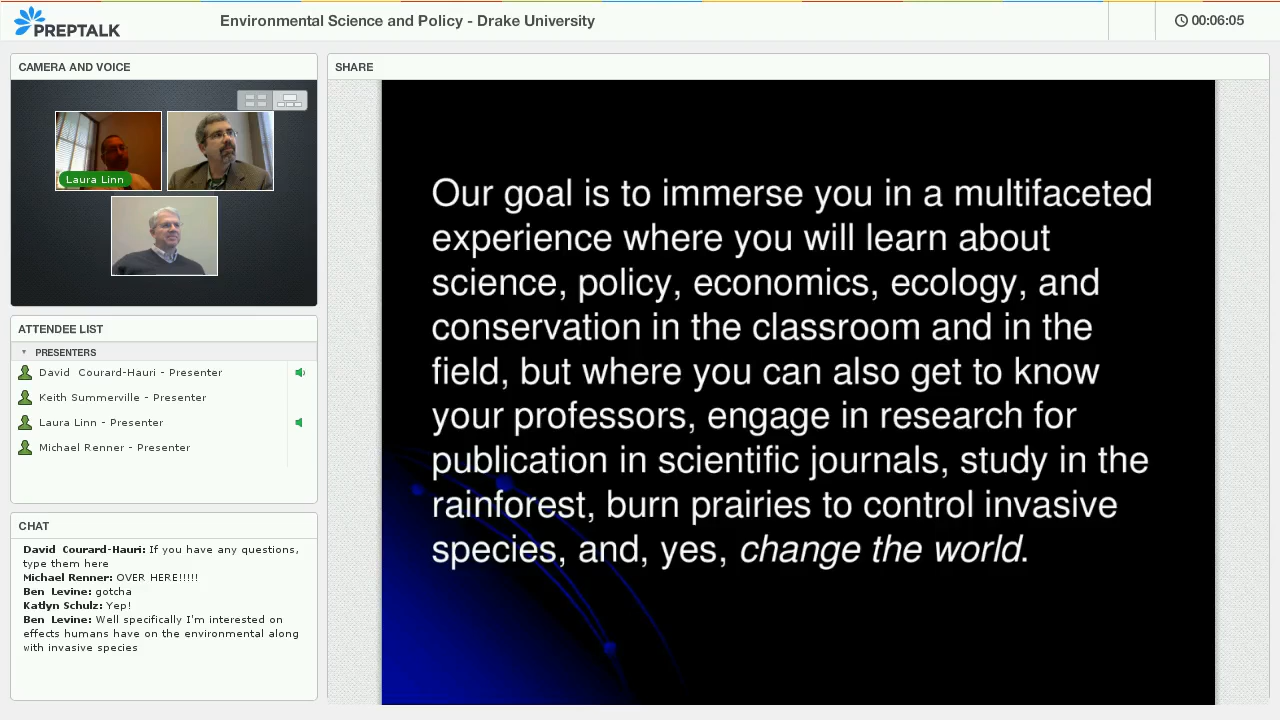 PREPTALK
Environmental Science and Policy - Drake University
00:06:05
CAMERA AND VOICE
Laura Linn
ATTENDEE LIST
PRESENTERS
David Courard-Hauri - Presenter
Keith Summerville - Presenter
Laura Linn - Presenter
Michael Renner - Presenter
CHAT
David Courard-Hauri: If you have any questions,
type them here
Michael Renner: OVER HERE!!!!!
Ben Levine: gotcha
Katlyn Schulz: Yep!
Ben Levine: Well specifically I'm interested on
effects humans have on the environmental along
with invasive species
SHARE
Our goal is to immerse you in a multifaceted
experience where you will learn about
science, policy, economics, ecology, and
conservation in the classroom and in the
field, but where you can also get to know
your professors, engage in research for
publication in scientific journals, study in the
rainforest, burn prairies to control invasive
species, and, yes, change the world.